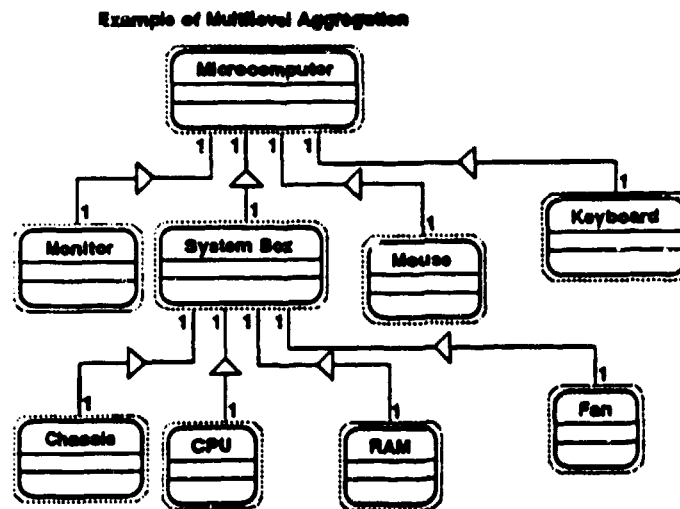 Example of Multilevel Aggregation
Microcomputer
1 1 1 1
1 1 1 1
Monitor System Box Mouse Keyboard
1 1 1 1
1 1 1 1
Chassis CPU RAM Fan